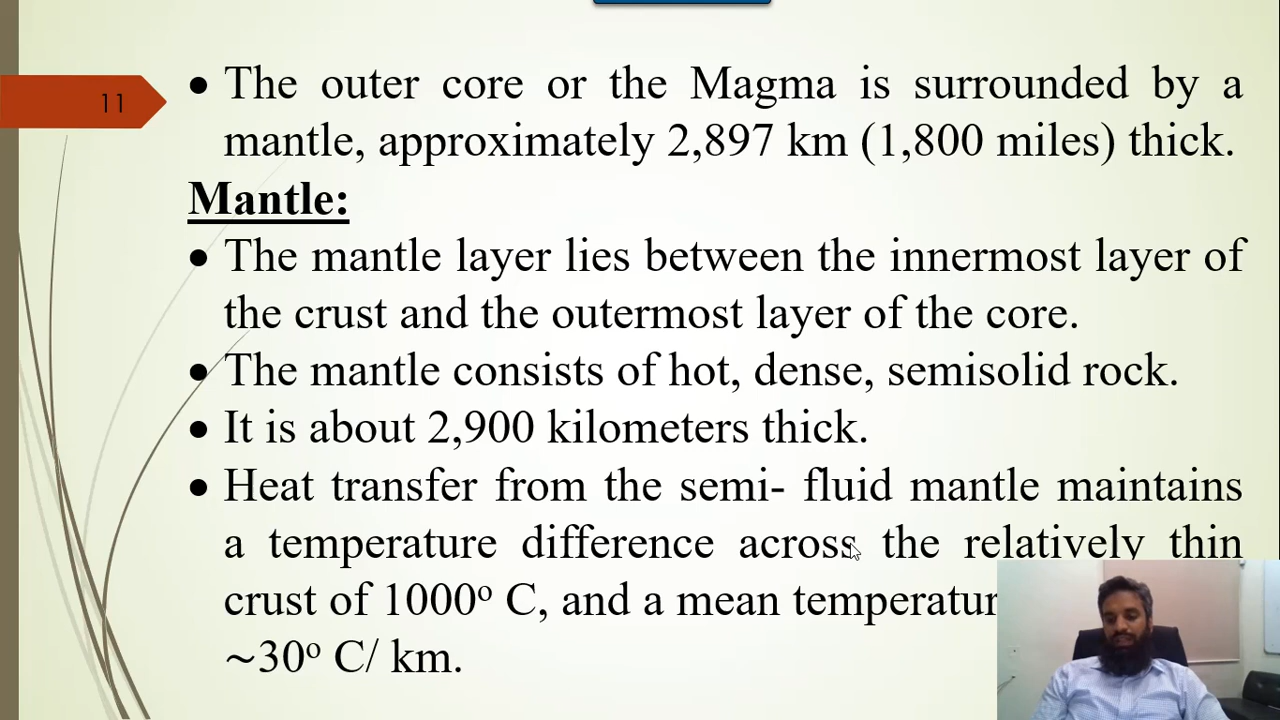 11
• The outer core or the Magma is surrounded by a
mantle, approximately 2,897 km (1,800 miles) thick.
Mantle:
• The mantle layer lies between the innermost layer of
the crust and the outermost layer of the core.
• The mantle consists of hot, dense, semisolid rock.
• It is about 2,900 kilometers thick.
• Heat transfer from the semi- fluid mantle maintains
a temperature difference across the relatively thin
crust of 1000º C, and a mean
~30º C/ km.